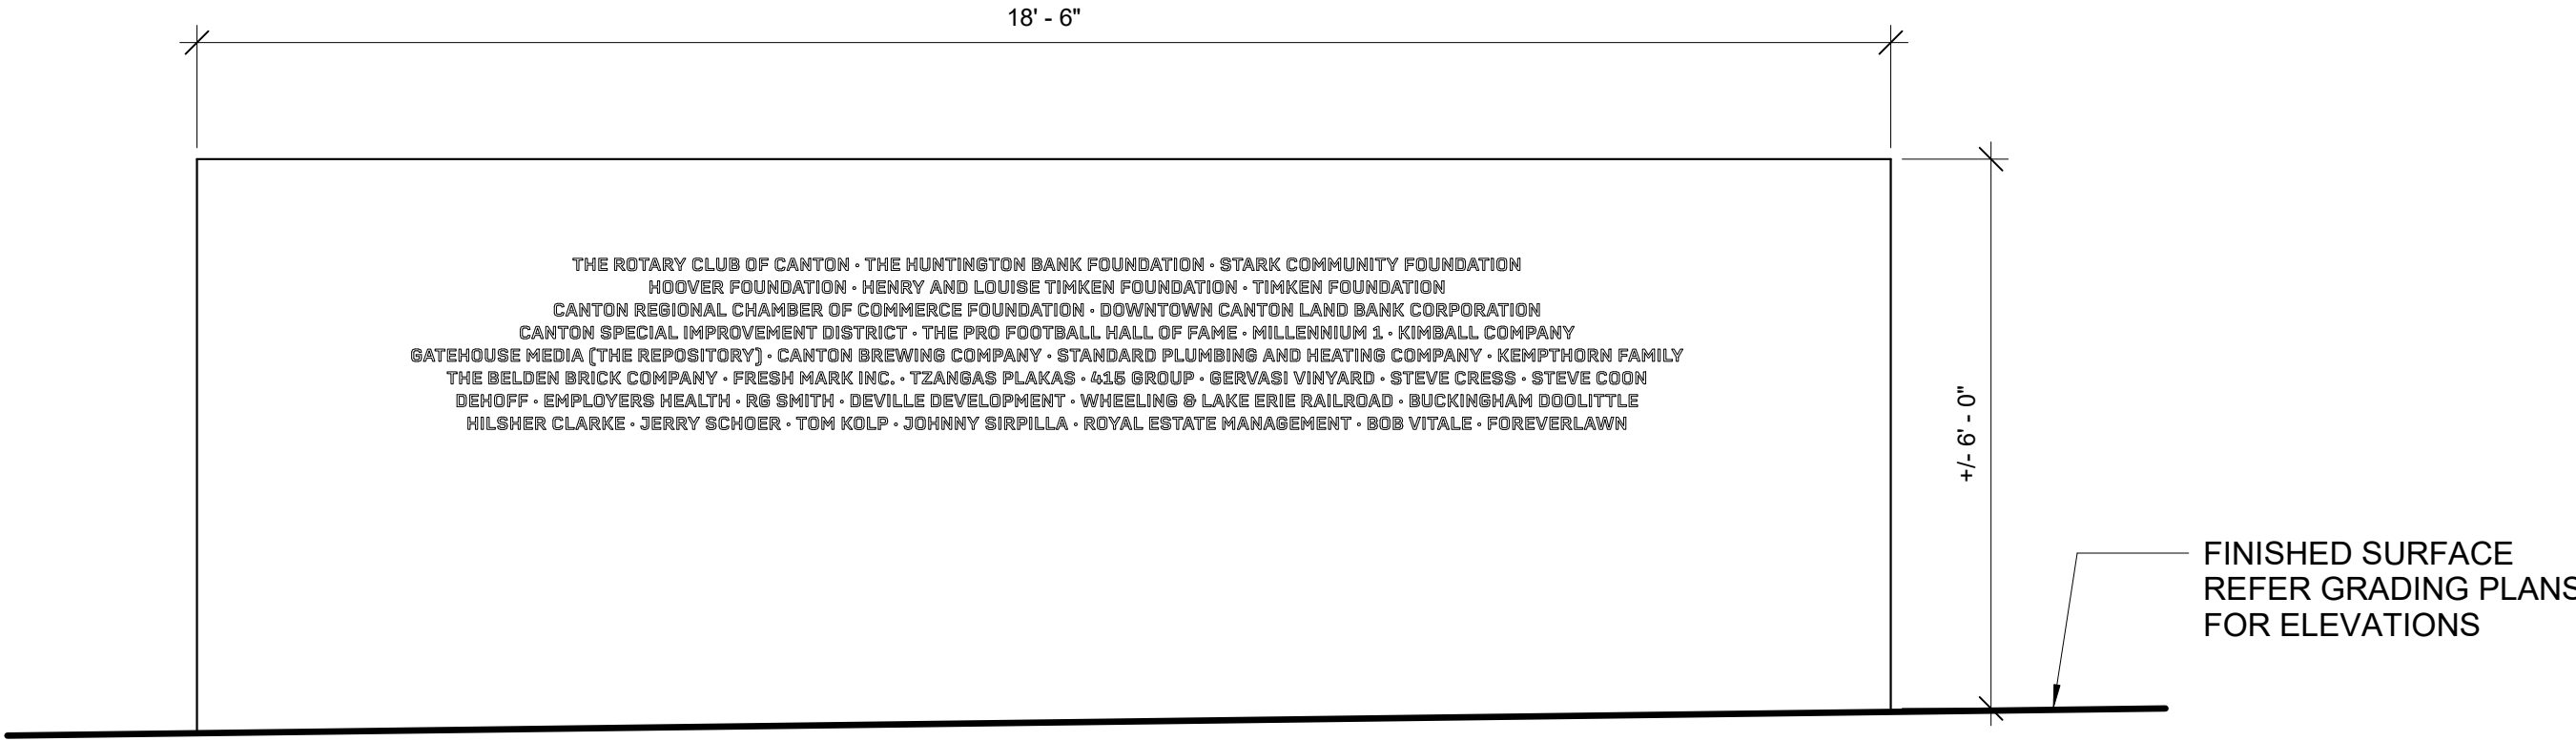 18' - 6"
THE ROTARY CLUB OF CANTON · THE HUNTINGTON BANK FOUNDATION · STARK COMMUNITY FOUNDATION
HOOVER FOUNDATION · HENRY AND LOUISE TIMKEN FOUNDATION · TIMKEN FOUNDATION
CANTON REGIONAL CHAMBER OF COMMERCE FOUNDATION · DOWNTOWN CANTON LAND BANK CORPORATION
CANTON SPECIAL IMPROVEMENT DISTRICT · THE PRO FOOTBALL HALL OF FAME · MILLENNIUM 1 · KIMBALL COMPANY
GATEHOUSE MEDIA (THE REPOSITORY) · CANTON BREWING COMPANY · STANDARD PLUMBING AND HEATING COMPANY · KEMPTHORN FAMILY
THE BELDEN BRICK COMPANY · FRESH MARK INC. · TZANGAS PLAKAS · 415 GROUP · GERVASI VINYARD · STEVE CRESS · STEVE COON
DEHOFF · EMPLOYERS HEALTH · RG SMITH · DEVILLE DEVELOPMENT · WHEELING & LAKE ERIE RAILROAD · BUCKINGHAM DOOLITTLE
HILSHER CLARKE · JERRY SCHOER · TOM KOLP · JOHNNY SIRPILLA · ROYAL ESTATE MANAGEMENT · BOB VITALE · FOREVERLAWN
+/- 6' - 0"
FINISHED SURFACE
REFER GRADING PLANS
FOR ELEVATIONS